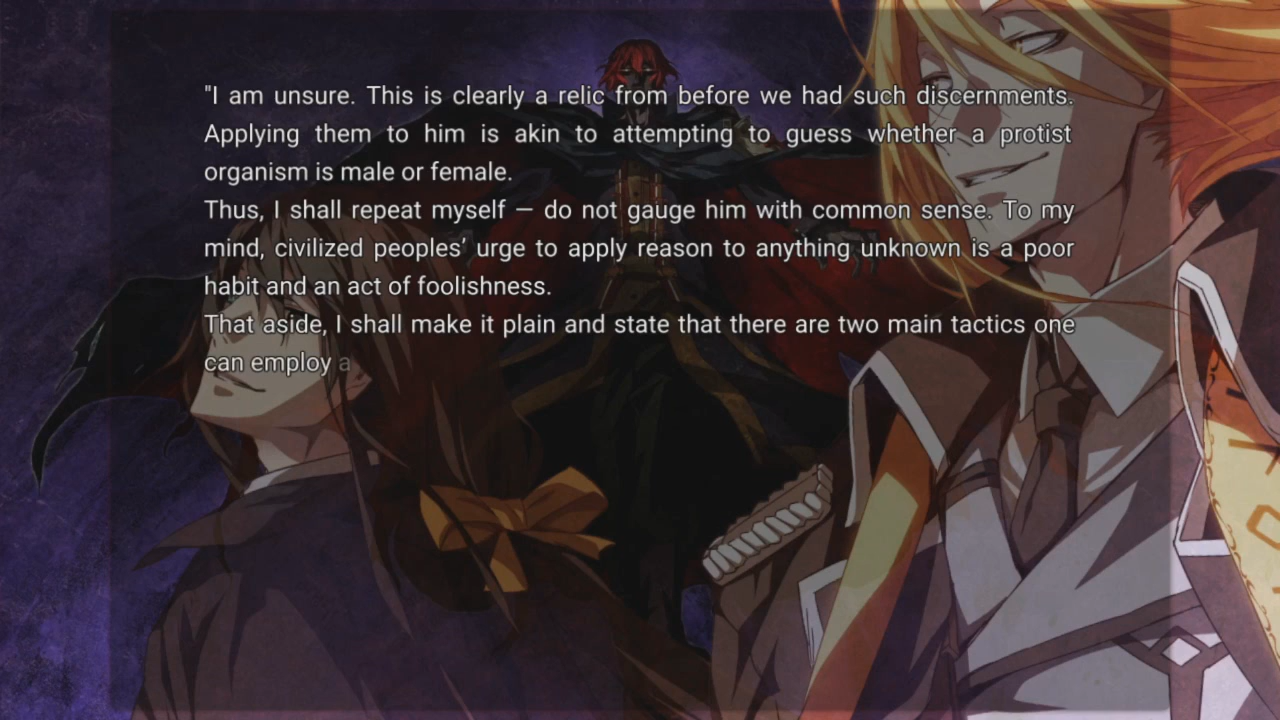 "I am unsure. This is clearly a relic from before we had such discernments.
Applying them to him is akin to attempting to guess whether a protist
organism is male or female.
Thus, I shall repeat myself — do not gauge him with common sense. To my
mind, civilized peoples’ urge to apply reason to anything unknown is a poor
habit and an act of foolishness.
That aside, I shall make it plain and state that there are two main tactics one
can employ a